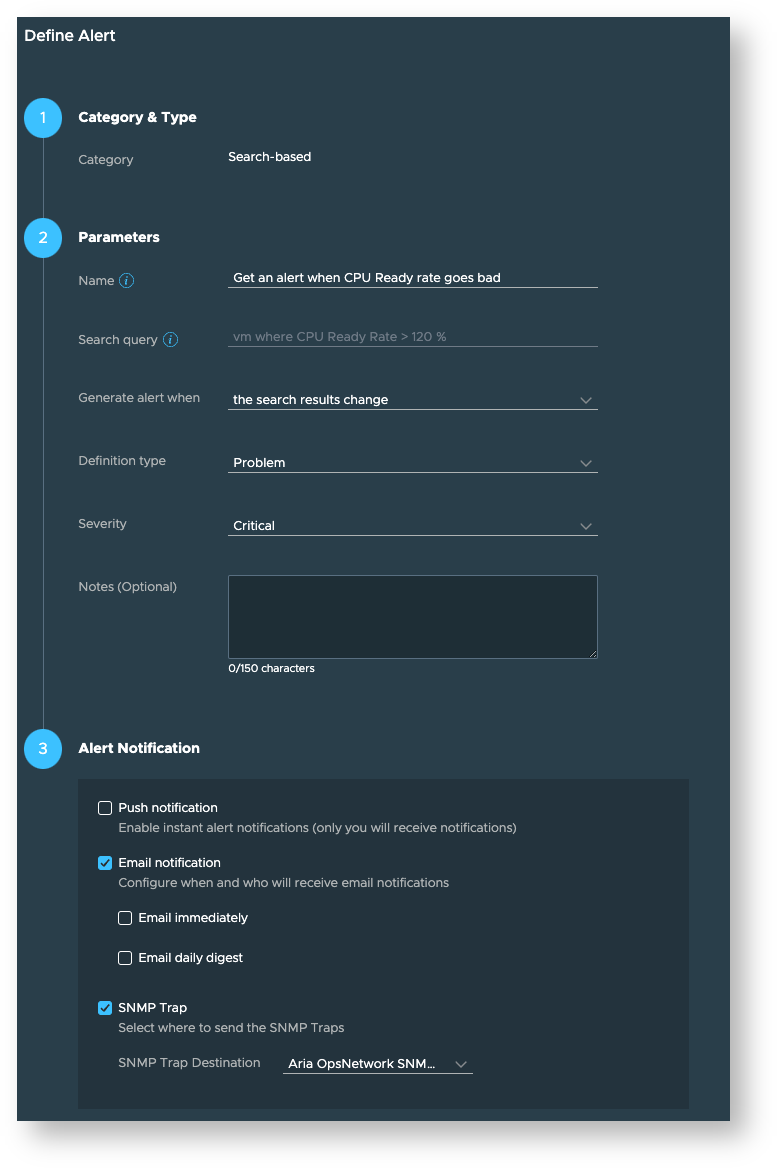 Define Alert
1 Category & Type
Category Search-based
2 Parameters
Name i Get an alert when CPU Ready rate goes bad
Search query i vm where CPU Ready Rate > 120 %
Generate alert when the search results change
Definition type Problem
Severity Critical
Notes (Optional)
0/150 characters
3 Alert Notification
Push notification
Enable instant alert notifications (only you will receive notifications)
Email notification
Configure when and who will receive email notifications
Email immediately
Email daily digest
SNMP Trap
Select where to send the SNMP Traps
SNMP Trap Destination Aria OpsNetwork SNM...